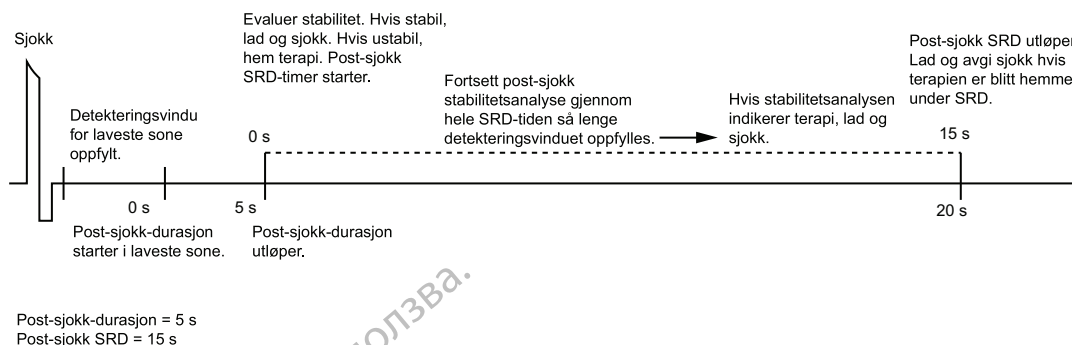 Sjokk
Evaluer stabilitet. Hvis stabil,
lad og sjokk. Hvis ustabil,
hem terapi. Post-sjokk
SRD-timer starter.
Detekteringsvindu
for laveste sone
oppfylt.
Fortsett post-sjokk
stabilitetsanalyse gjennom
hele SRD-tiden så lenge
detekteringsvinduet oppfylles.
Hvis stabilitetsanalysen
indikerer terapi, lad og
sjokk.
Post-sjokk SRD utløper
Lad og avgi sjokk hvis
terapien er blitt hemme
under SRD.
0 s
15 s
0 s
5 s
20 s
Post-sjokk-durasjon
starter i laveste sone.
Post-sjokk-durasjon
utløper.
Post-sjokk-durasjon = 5 s
Post-sjokk SRD = 15 s